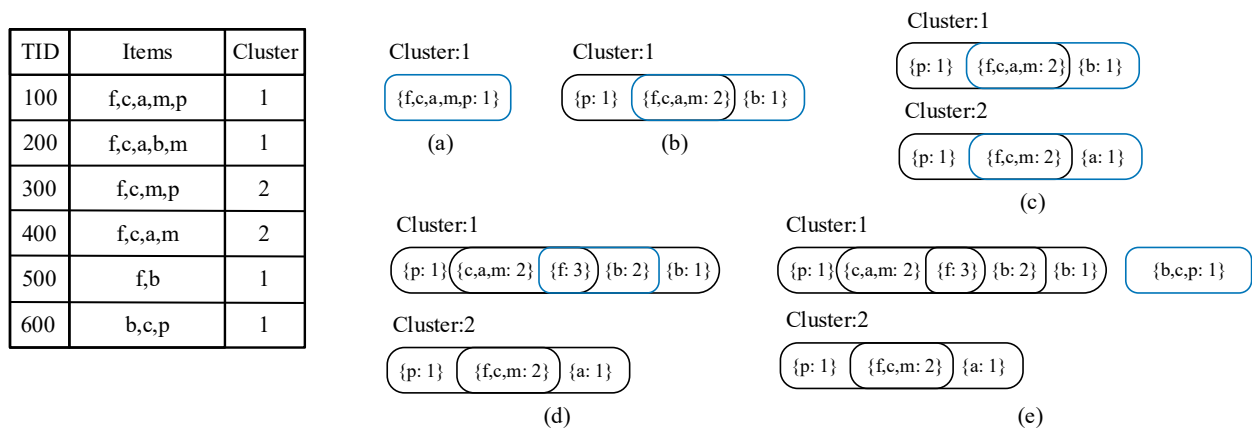 TID Items Cluster
100 f,c,a,m,p 1
200 f,c,a,b,m 1
300 f,c,m,p 2
400 f,c,a,m 2
500 f,b 1
600 b,c,p 1
Cluster:1
{f,c,a,m,p: 1}
(a)
Cluster:1
{p: 1} {f,c,a,m: 2} {b: 1}
(b)
Cluster:1
{p: 1} {f,c,a,m: 2} {b: 1}
Cluster:2
{p: 1} {f,c,m: 2} {a: 1}
(c)
Cluster:1
{p: 1} {c,a,m: 2} {f: 3} {b: 2} {b: 1}
Cluster:2
{p: 1} {f,c,m: 2} {a: 1}
(d)
Cluster:1
{p: 1} {c,a,m: 2} {f: 3} {b: 2} {b: 1} {b,c,p: 1}
Cluster:2
{p: 1} {f,c,m: 2} {a: 1}
(e)